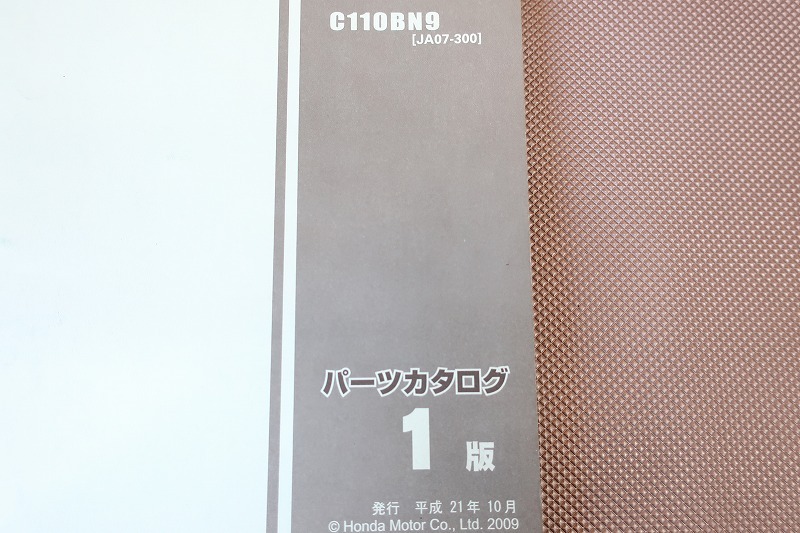 C110BN9
[JA07-300]
パーツカタログ
1 版
発行 平成 21年 10月
© Honda Motor Co., Ltd. 2009